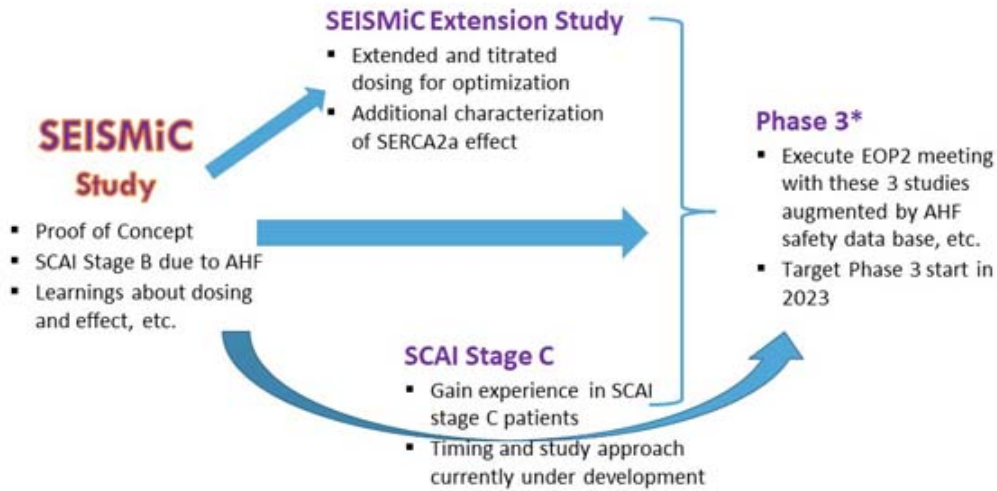 SEISMiC
Study
▪ Proof of Concept
▪ SCAI Stage B due to AHF
▪ Learnings about dosing
and effect, etc.
SEISMiC Extension Study
▪ Extended and titrated
dosing for optimization
▪ Additional characterization
of SERCA2a effect
SCAI Stage C
▪ Gain experience in SCAI
stage C patients
▪ Timing and study approach
currently under development
Phase 3*
▪ Execute EOP2 meeting
with these 3 studies
augmented by AHF
safety data base, etc.
▪ Target Phase 3 start in
2023